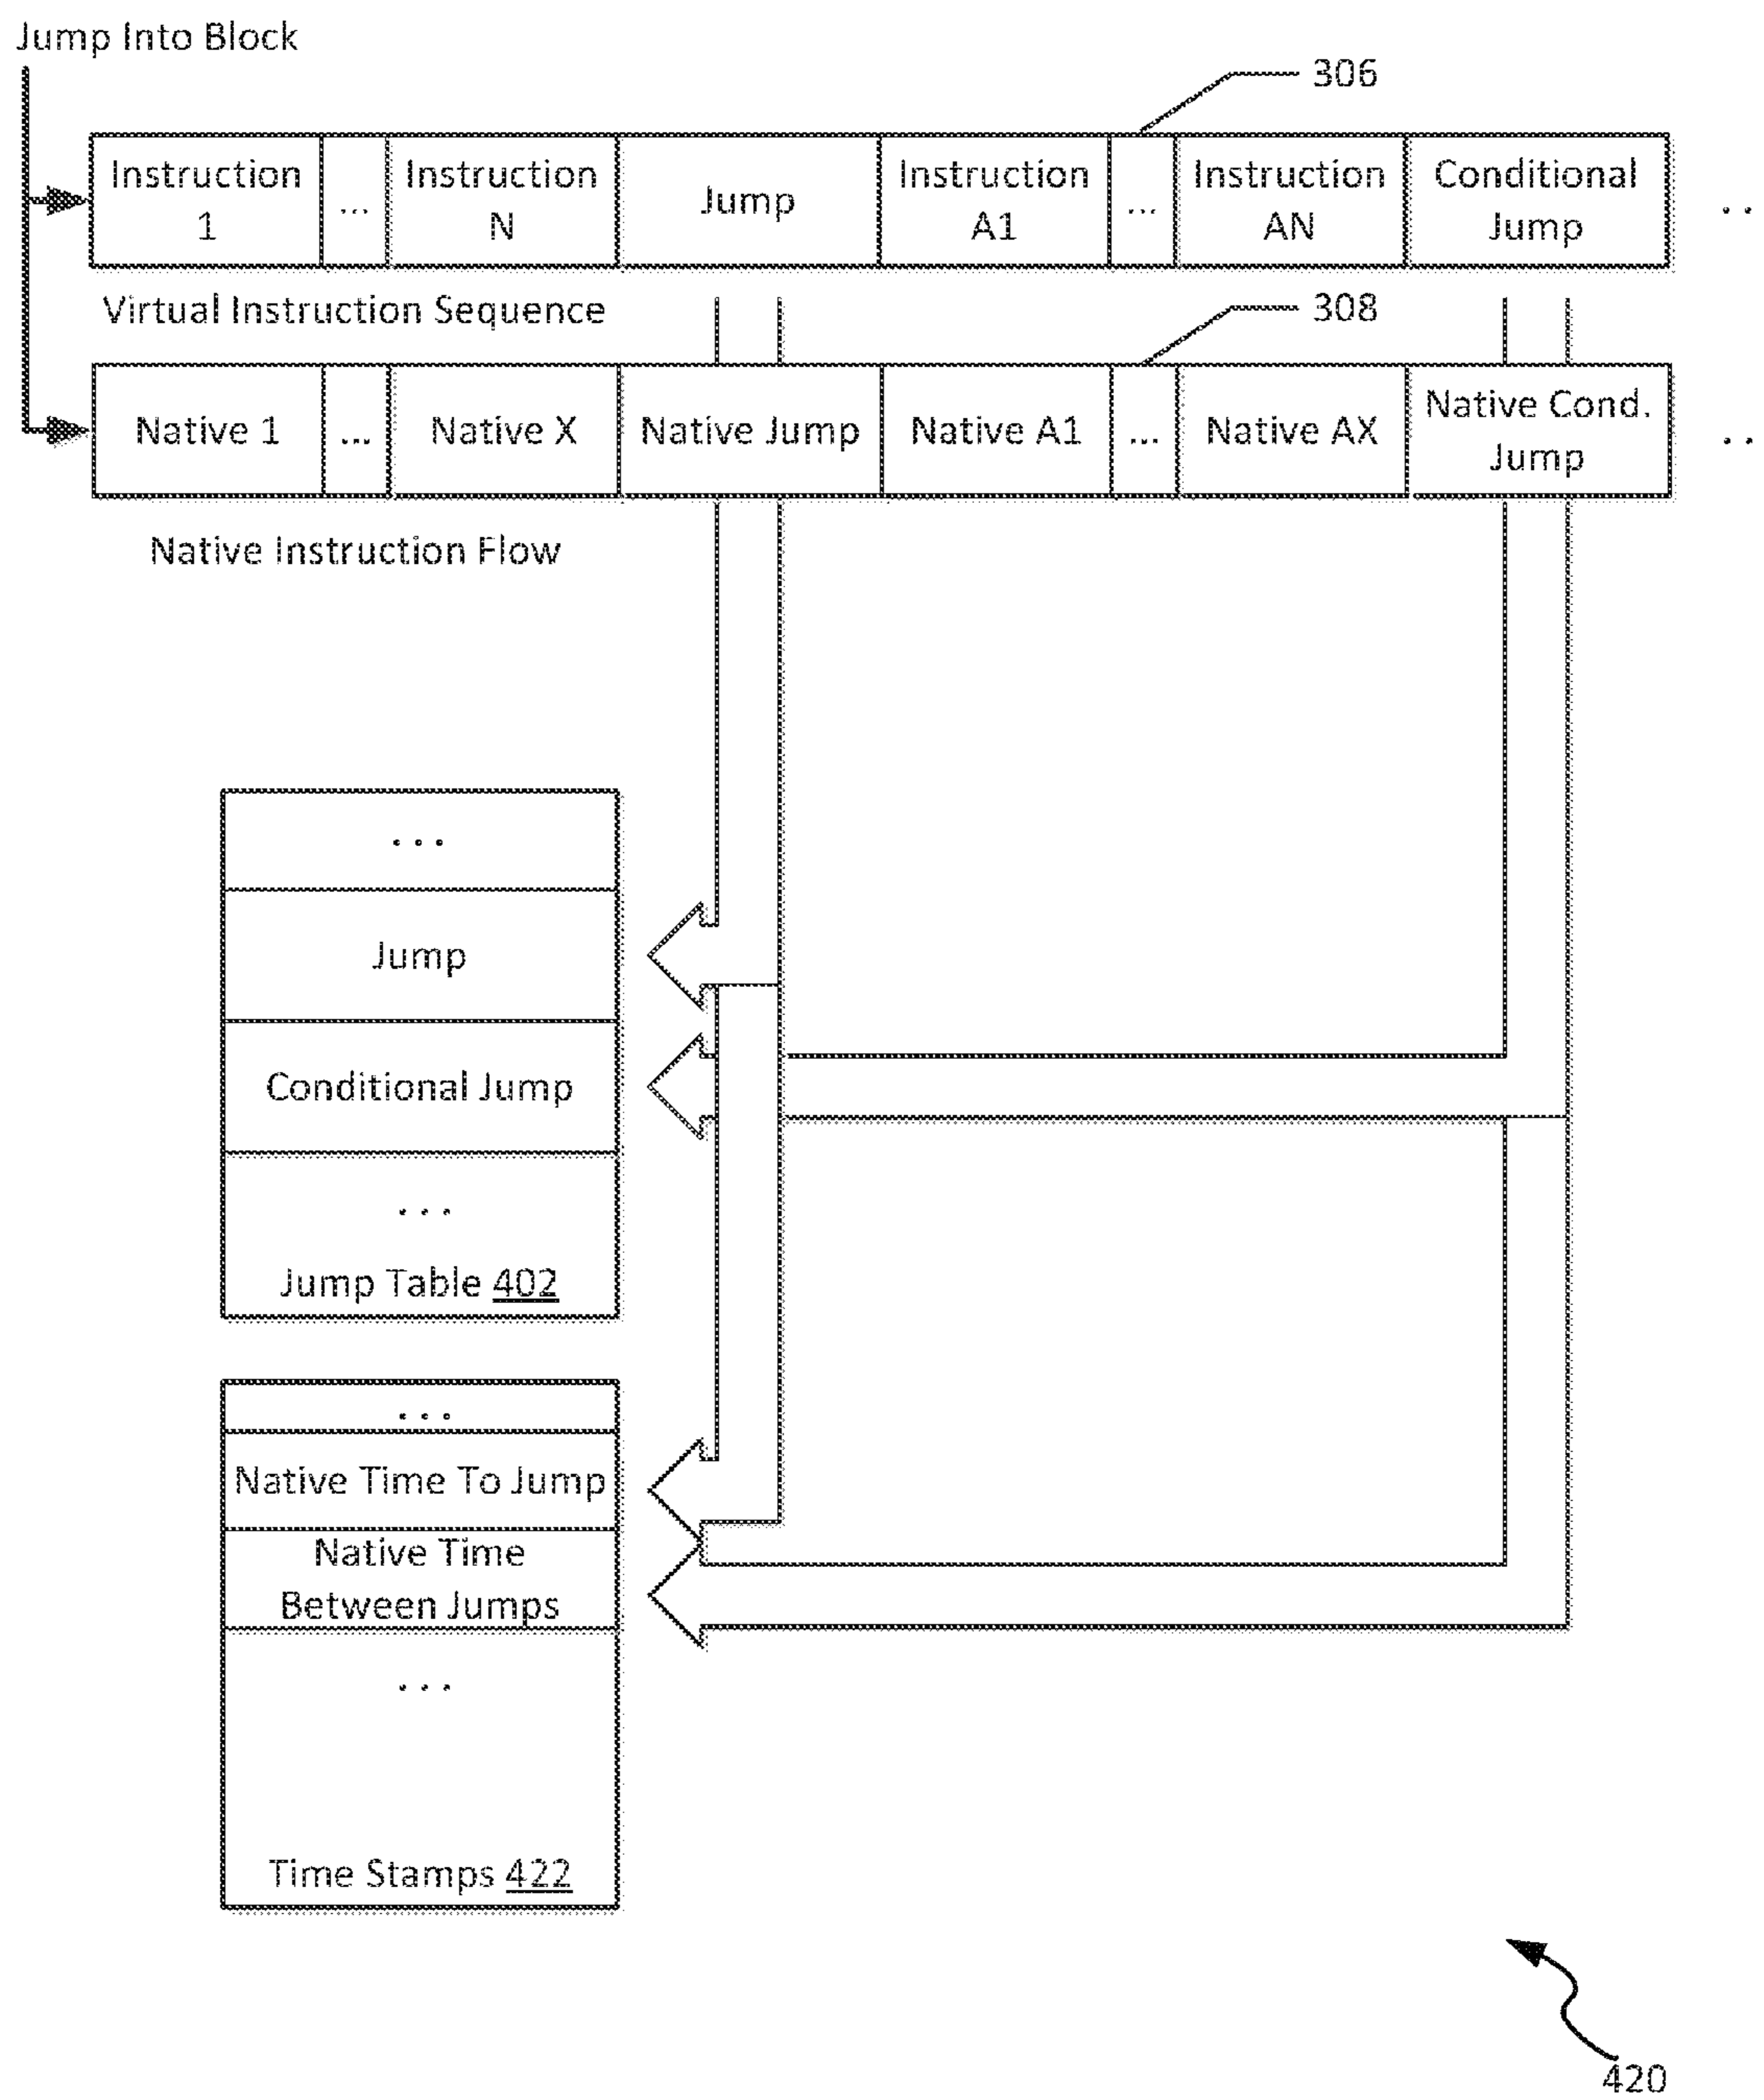 Jump Into Block
306
Instruction 1 ... Instruction N Jump Instruction A1 ... Instruction AN Conditional Jump ..
Virtual Instruction Sequence
308
Native 1 ... Native X Native Jump Native A1 ... Native AX Native Cond. Jump ..
Native Instruction Flow
...
Jump
Conditional Jump
...
Jump Table 402
...
Native Time To Jump
Native Time
Between Jumps
...
Time Stamps 422
420